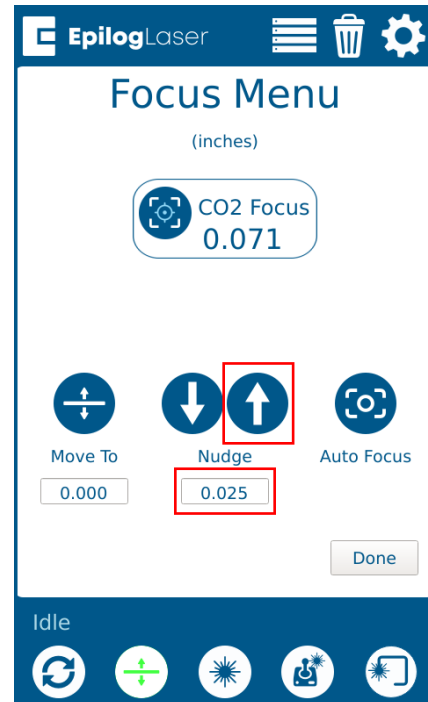 EpilogLaser
Focus Menu
(inches)
CO2 Focus
0.071
Move To
Nudge
Auto Focus
0.000
0.025
Done
Idle